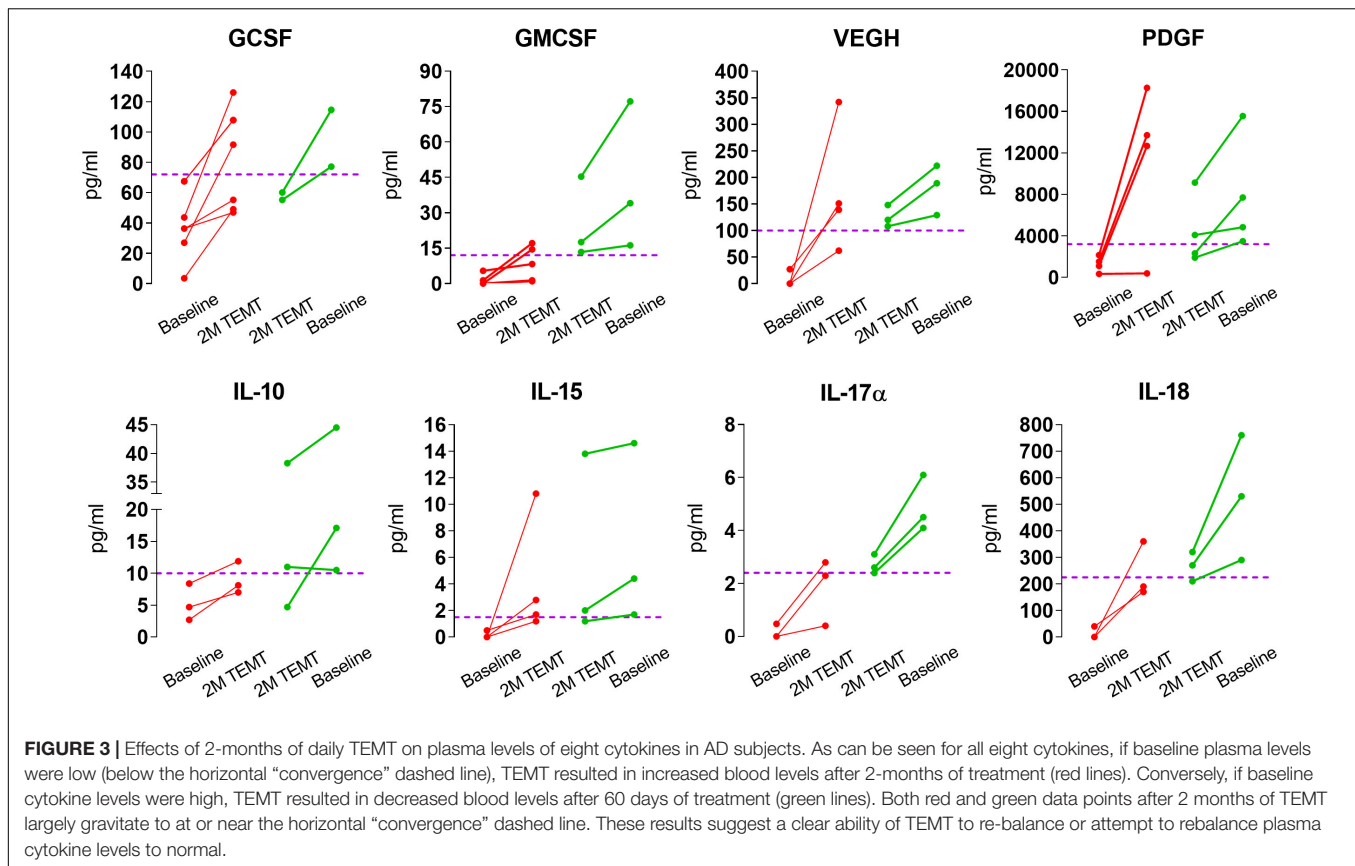 GCSF
GMCSF
VEGH
PDGF
pg/ml
140
120
100
80
60
40
20
0
Baseline
2M TEMT
2M TEMT
Baseline
pg/ml
90
75
60
45
30
15
0
Baseline
2M TEMT
2M TEMT
Baseline
pg/ml
400
350
300
250
200
150
100
50
0
Baseline
2M TEMT
2M TEMT
Baseline
pg/ml
20000
16000
12000
8000
4000
0
Baseline
2M TEMT
2M TEMT
Baseline
IL-10
IL-15
IL-17α
IL-18
pg/ml
45
40
35
20
15
10
5
0
Baseline
2M TEMT
2M TEMT
Baseline
pg/ml
16
14
12
10
8
6
4
2
0
Baseline
2M TEMT
2M TEMT
Baseline
pg/ml
8
6
4
2
0
Baseline
2M TEMT
2M TEMT
Baseline
pg/ml
800
700
600
500
400
300
200
100
0
Baseline
2M TEMT
2M TEMT
Baseline
FIGURE 3 | Effects of 2-months of daily TEMT on plasma levels of eight cytokines in AD subjects. As can be seen for all eight cytokines, if baseline plasma levels
were low (below the horizontal “convergence” dashed line), TEMT resulted in increased blood levels after 2-months of treatment (red lines). Conversely, if baseline
cytokine levels were high, TEMT resulted in decreased blood levels after 60 days of treatment (green lines). Both red and green data points after 2 months of TEMT
largely gravitate to at or near the horizontal “convergence” dashed line. These results suggest a clear ability of TEMT to re-balance or attempt to rebalance plasma
cytokine levels to normal.